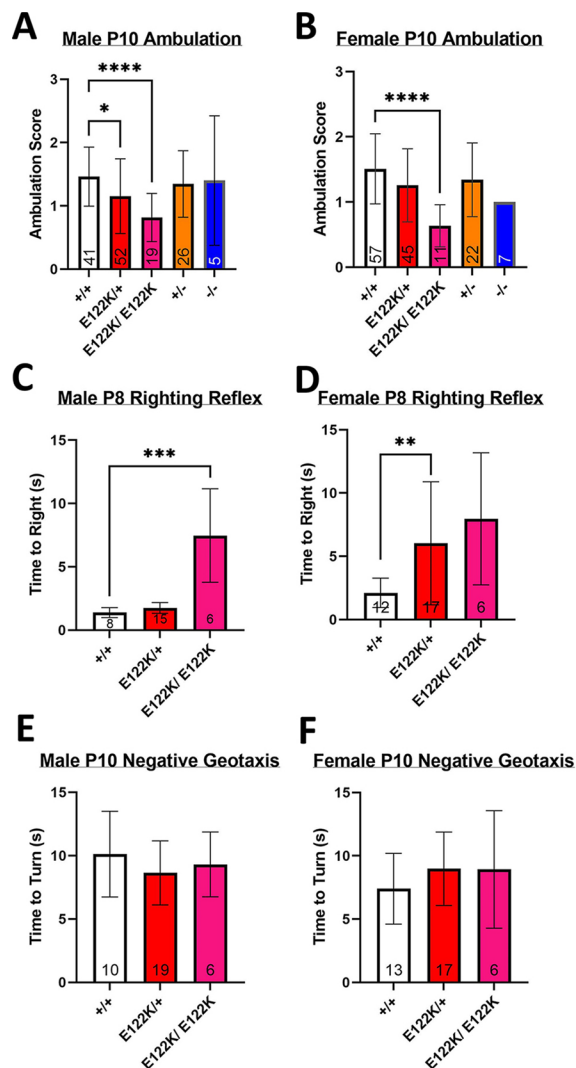 A
Male P10 Ambulation
Ambulation Score
3
2
1
0
****
*
41
52
19
26
5
+/+
E122K/+
E122K/ E122K
+/-
-/-
B
Female P10 Ambulation
Ambulation Score
3
2
1
0
****
57
45
11
22
7
+/+
E122K/+
E122K/ E122K
+/-
-/-
C
Male P8 Righting Reflex
Time to Right (s)
15
10
5
0
***
8
15
6
+/+
E122K/+
E122K/ E122K
D
Female P8 Righting Reflex
Time to Right (s)
15
10
5
0
**
12
17
6
+/+
E122K/+
E122K/ E122K
E
Male P10 Negative Geotaxis
Time to Turn (s)
15
10
5
0
10
19
6
+/+
E122K/+
E122K/ E122K
F
Female P10 Negative Geotaxis
Time to Turn (s)
15
10
5
0
13
17
6
+/+
E122K/+
E122K/ E122K